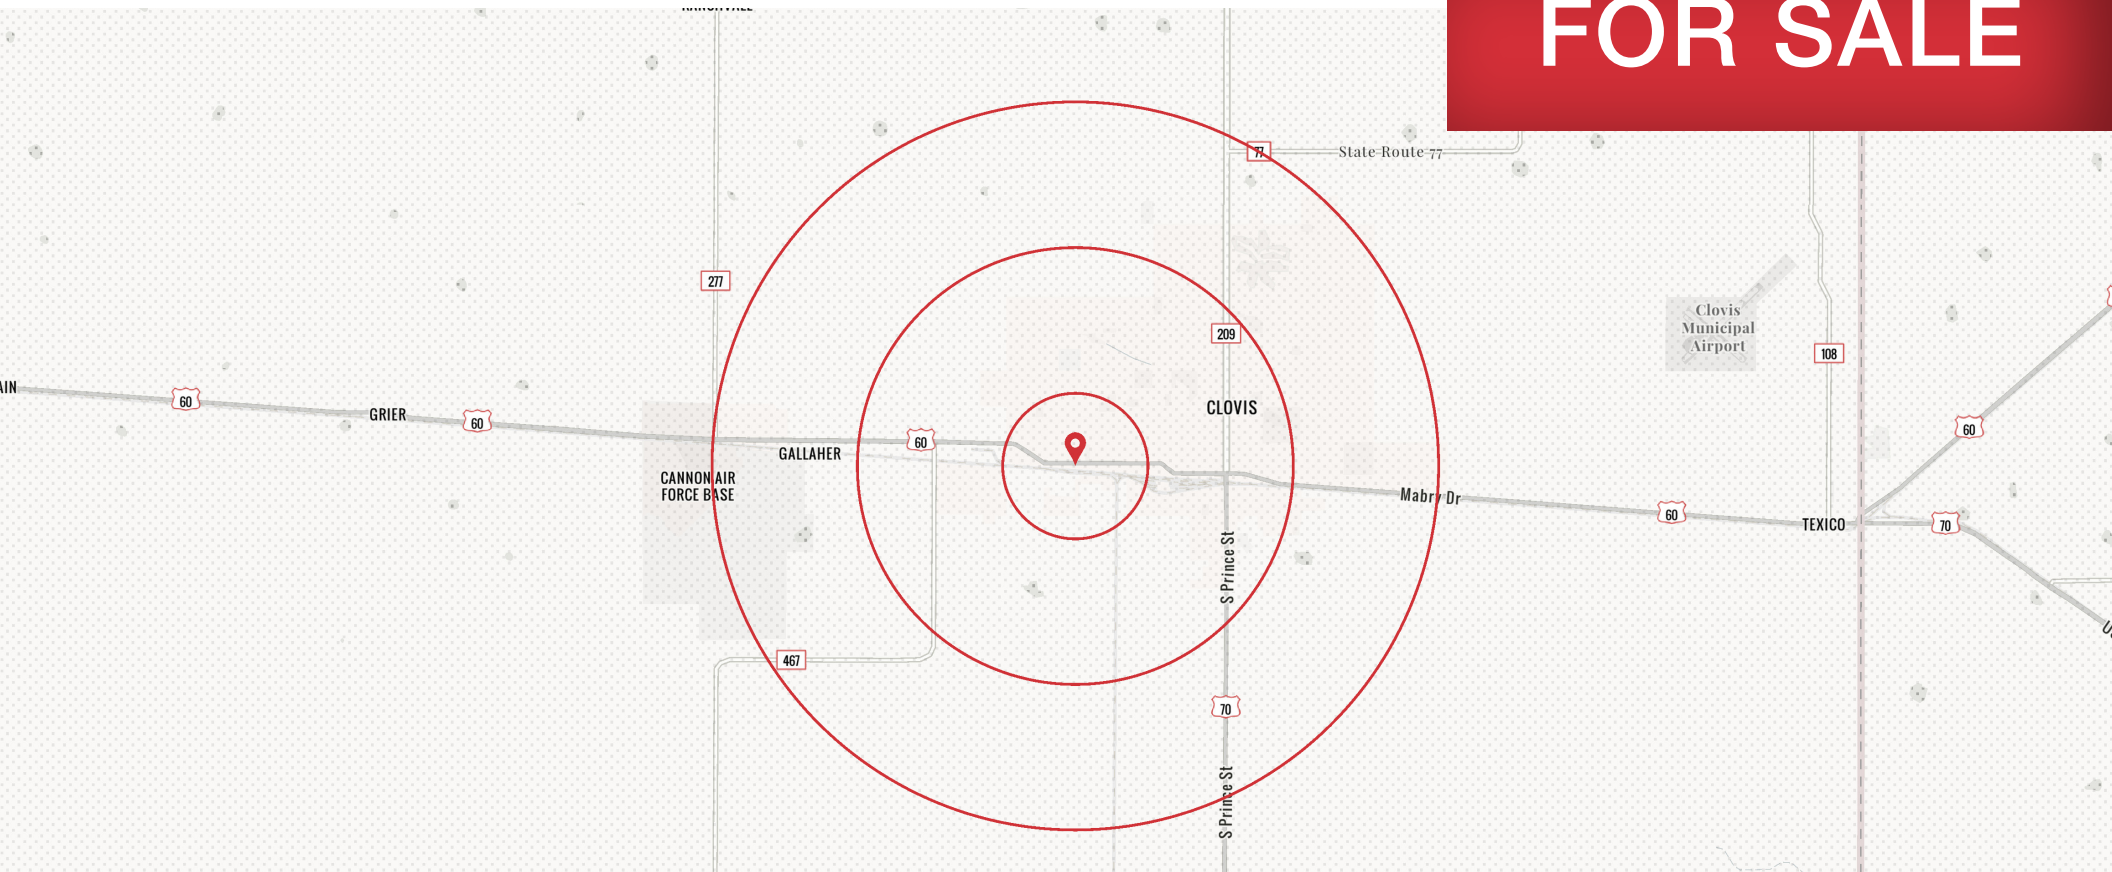 FOR SALE
77
State Route 77
277
Clovis
Municipal
Airport
209
108
60
GRIER
60
60
CLOVIS
60
GALLAHER
CANNON AIR
FORCE BASE
Mabry Dr
60
TEXICO
70
S Prince St
467
70
S Prince St